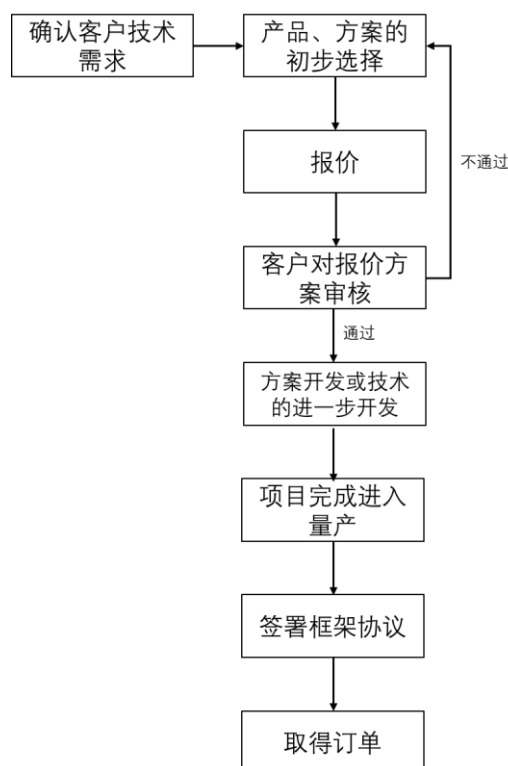 确认客户技术
需求
产品、方案的
初步选择
报价
不通过
客户对报价方
案审核
通过
方案开发或技术
的进一步开发
项目完成进入
量产
签署框架协议
取得订单